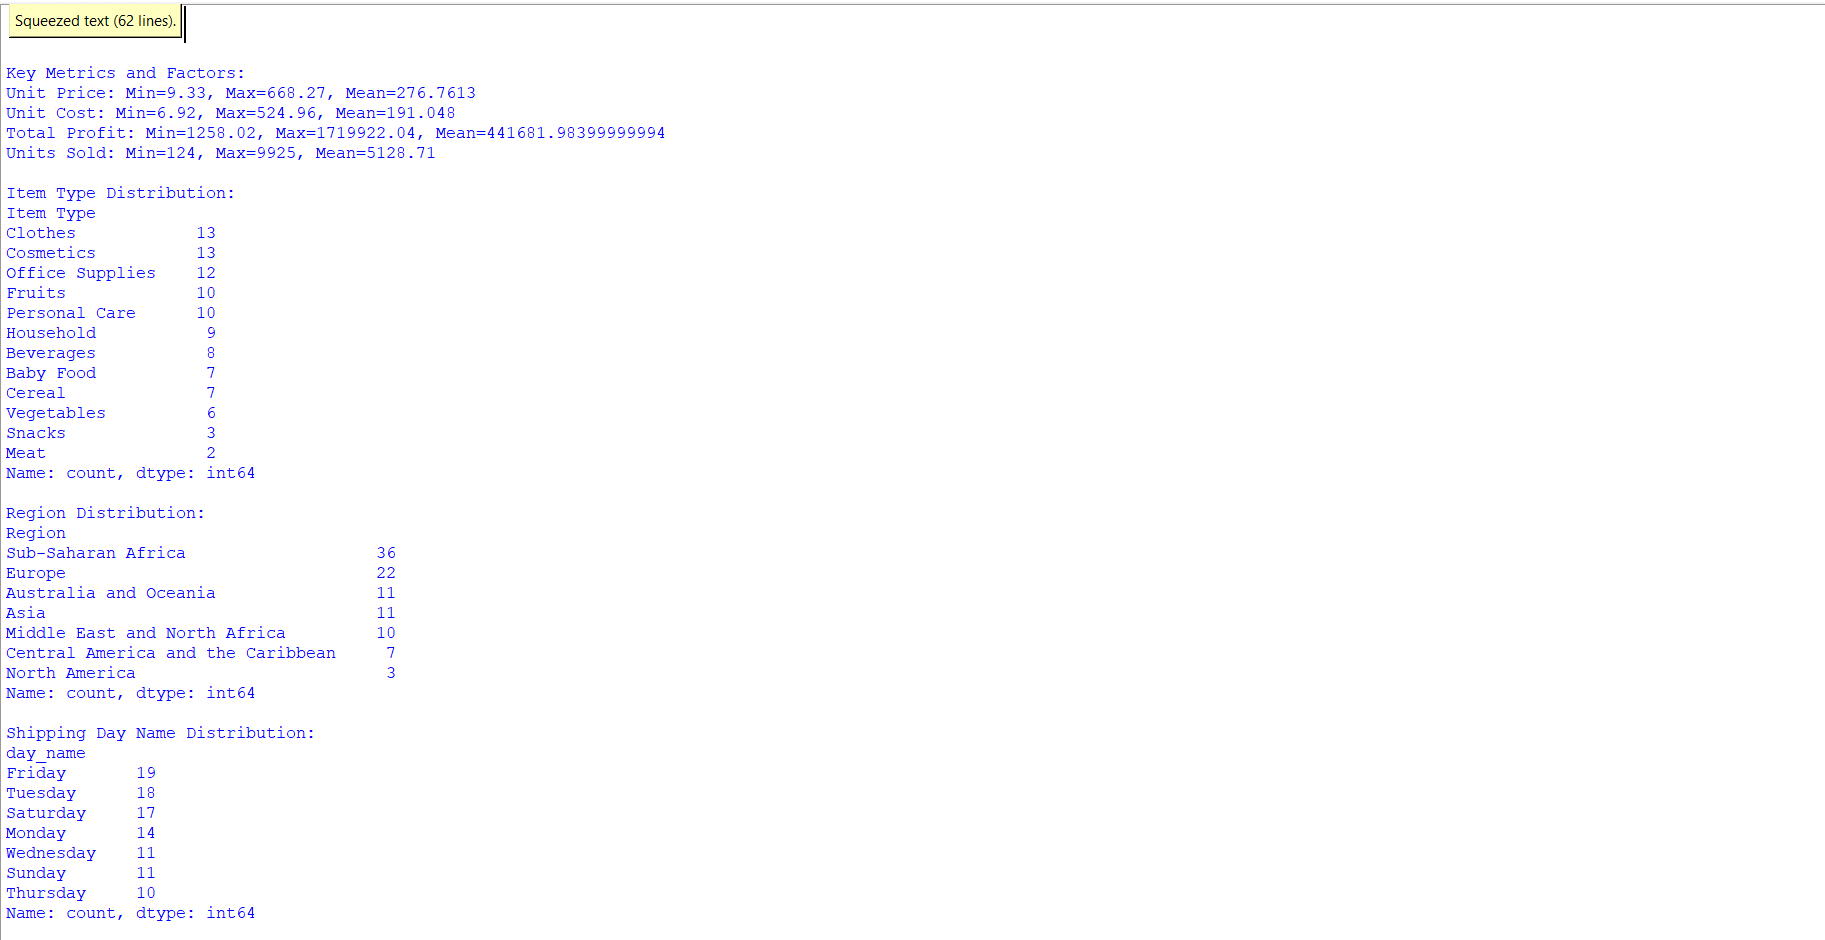 Squeezed text (62 lines).
Key Metrics and Factors:
Unit Price: Min=9.33, Max=668.27, Mean=276.7613
Unit Cost: Min=6.92, Max=524.96, Mean=191.048
Total Profit: Min=1258.02, Max=1719922.04, Mean=441681.98399999994
Units Sold: Min=124, Max=9925, Mean=5128.71
Item Type Distribution:
Item Type
Clothes 13
Cosmetics 13
Office Supplies 12
Fruits 10
Personal Care 10
Household 9
Beverages 8
Baby Food 7
Cereal 7
Vegetables 6
Snacks 3
Meat 2
Name: count, dtype: int64
Region Distribution:
Region
Sub-Saharan Africa 36
Europe 22
Australia and Oceania 11
Asia 11
Middle East and North Africa 10
Central America and the Caribbean 7
North America 3
Name: count, dtype: int64
Shipping Day Name Distribution:
day_name
Friday 19
Tuesday 18
Saturday 17
Monday 14
Wednesday 11
Sunday 11
Thursday 10
Name: count, dtype: int64